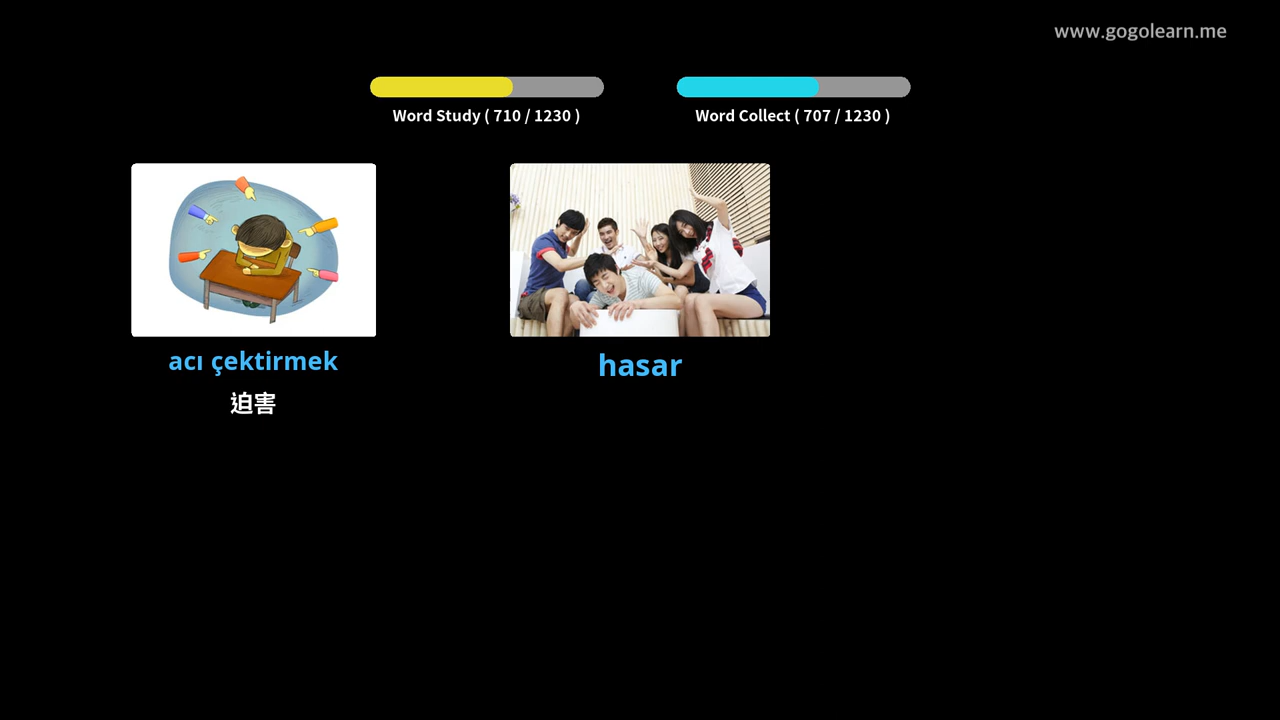 www.gogolearn.me
Word Study ( 710 / 1230 )
Word Collect ( 707 / 1230 )
acı çektirmek
迫害
hasar